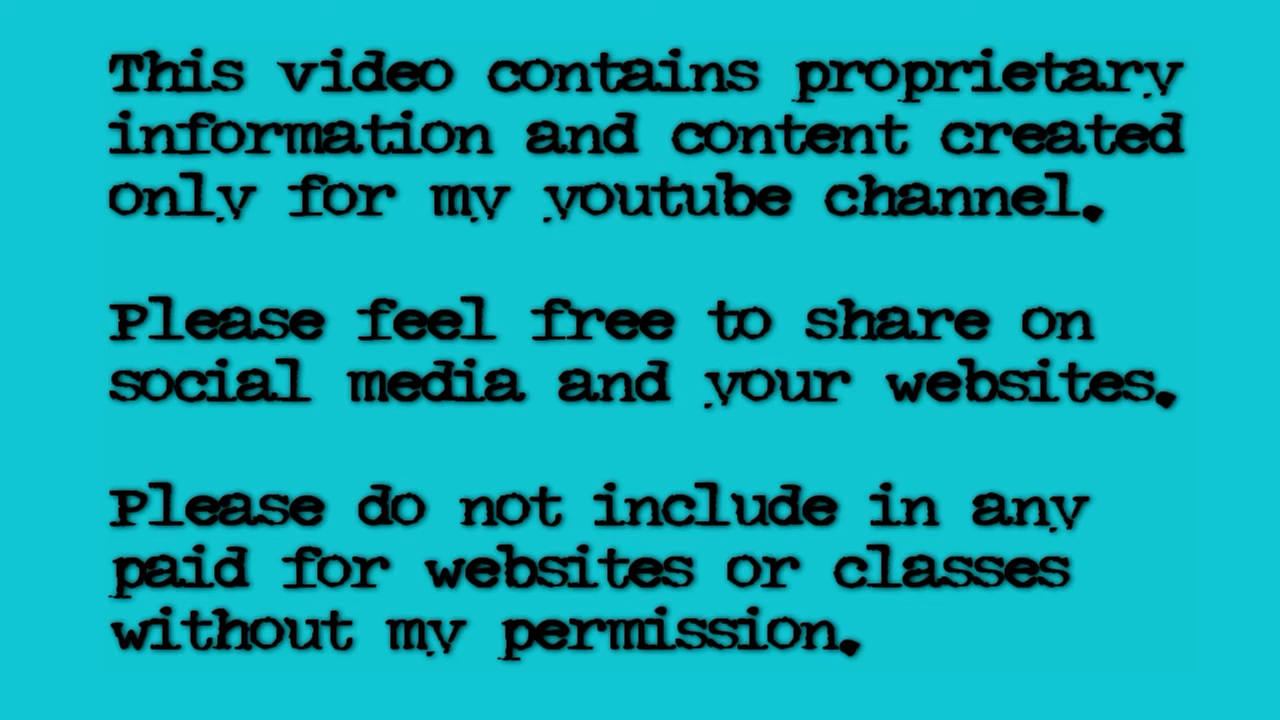 This video contains proprietary
information and content created
only for my youtube channel.
Please feel free to share on
social media and your websites.
Please do not include in any
paid for websites or classes
without my permission.